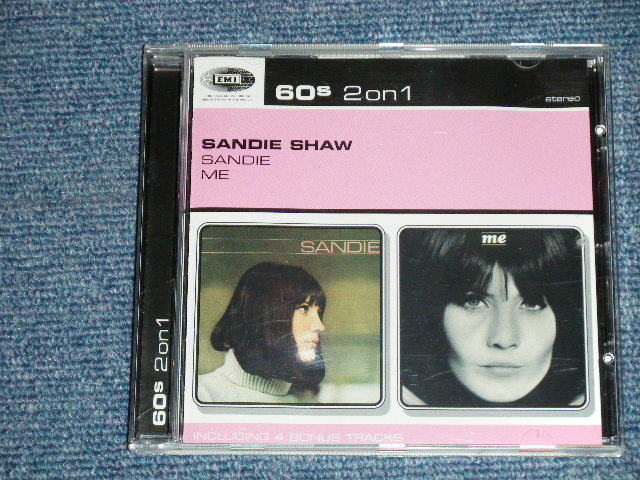 EMI
60s 2on1
stereo
SANDIE SHAW
SANDIE
ME
SANDIE
me
60s 2on1
INCLUDING 4 BONUS TRACKS